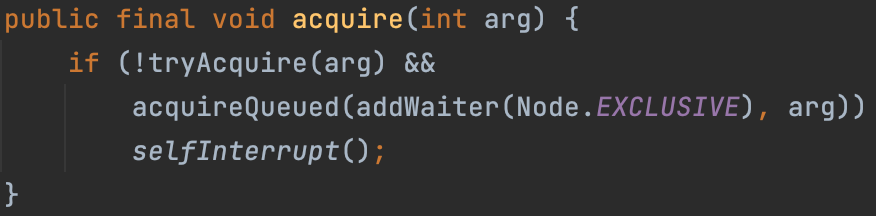 public final void acquire(int arg) {
    if (!tryAcquire(arg) &&
        acquireQueued(addWaiter(Node.EXCLUSIVE), arg))
        selfInterrupt();
}